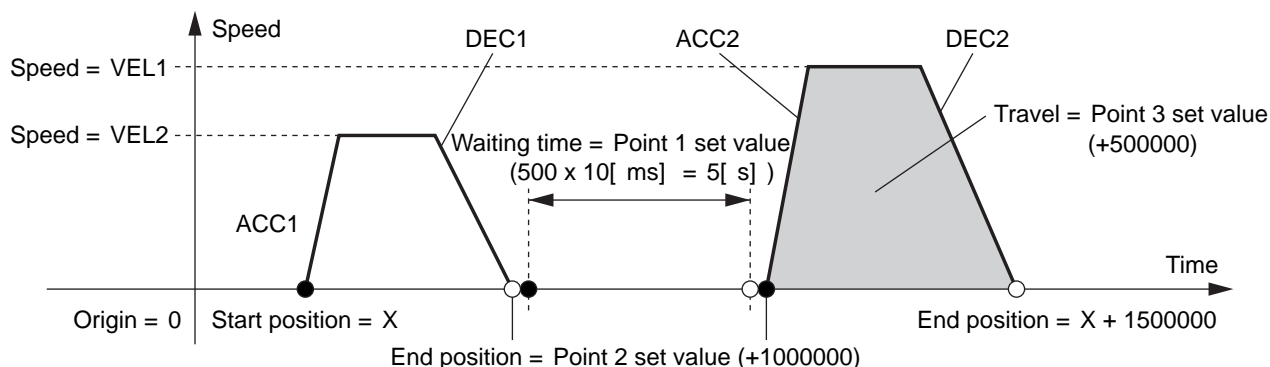 Speed
DEC1
ACC2
DEC2
Speed = VEL1
Travel = Point 3 set value
(+500000)
Speed = VEL2
Waiting time = Point 1 set value
(500 x 10[ ms] = 5[ s] )
ACC1
Time
Origin = 0
Start position = X
End position = X + 1500000
End position = Point 2 set value (+1000000)